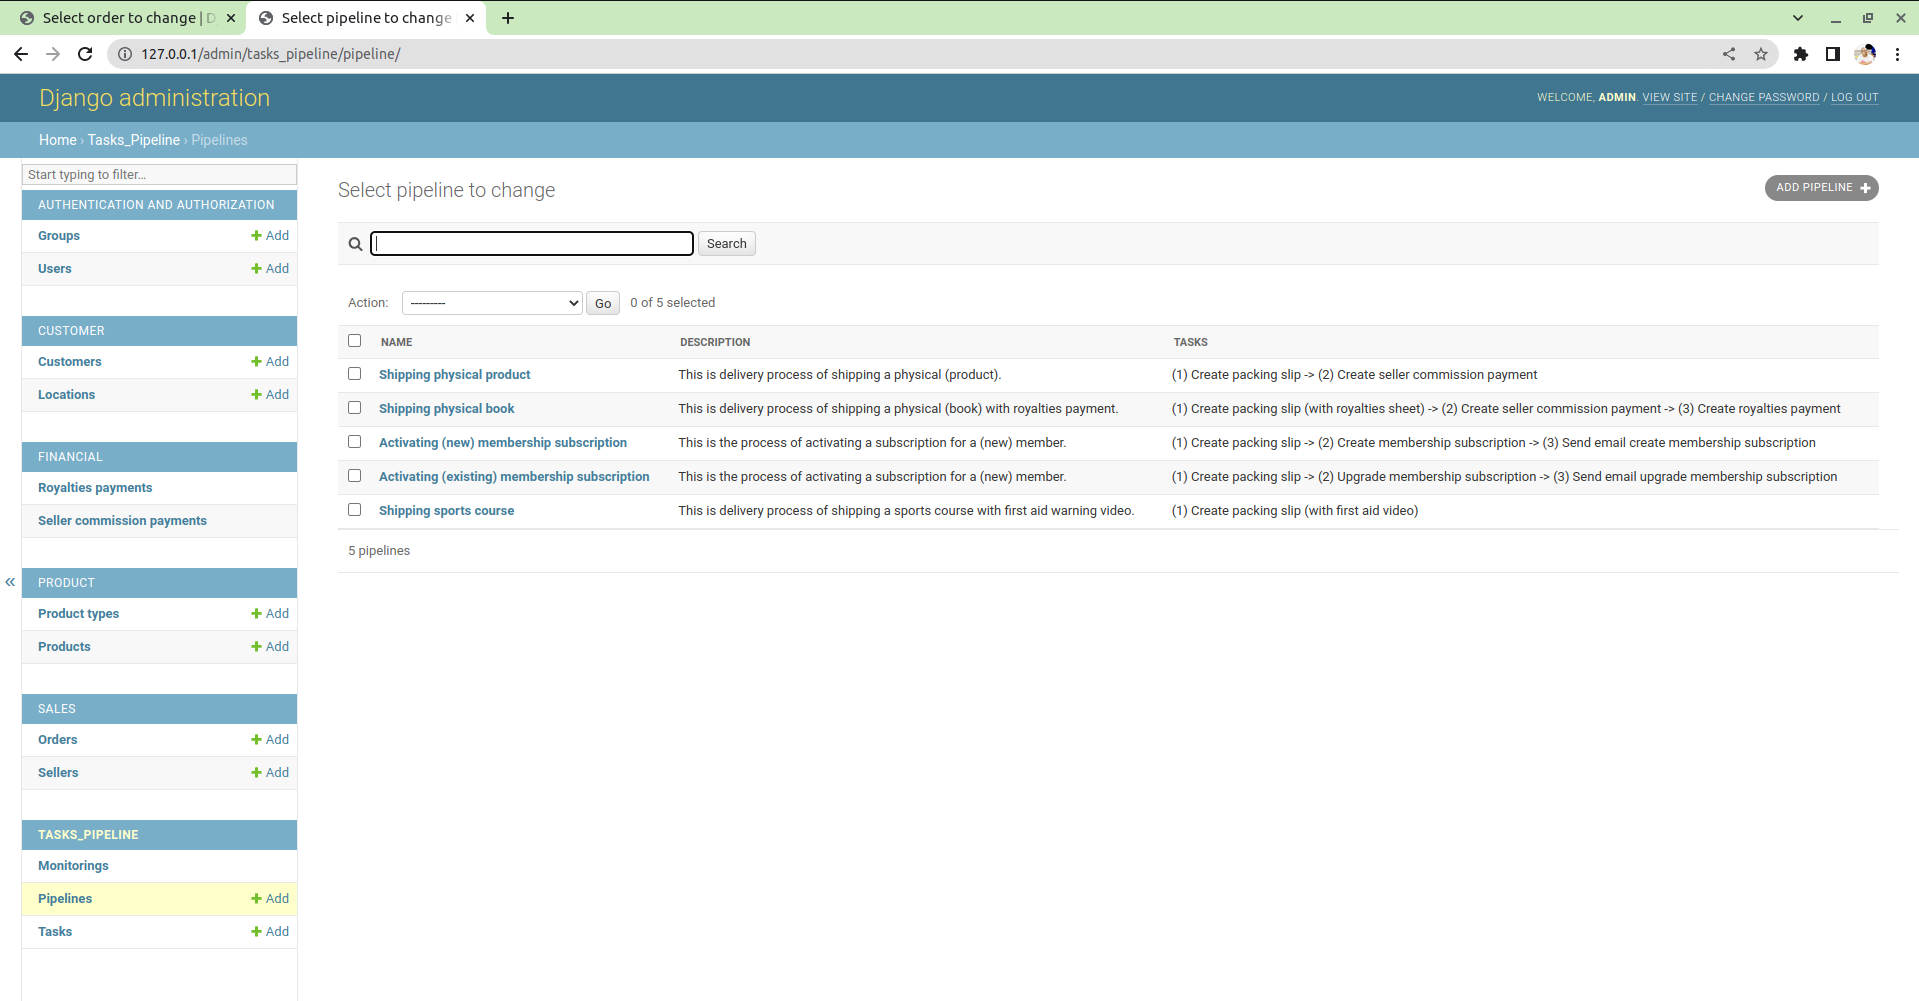 Select order to change | D
Select pipeline to change
127.0.0.1/admin/tasks_pipeline/pipeline/
Django administration
WELCOME, ADMIN. VIEW SITE / CHANGE PASSWORD / LOG OUT
Home › Tasks_Pipeline › Pipelines
Start typing to filter...
AUTHENTICATION AND AUTHORIZATION
Groups Add
Users Add
CUSTOMER
Customers Add
Locations Add
FINANCIAL
Royalties payments
Seller commission payments
«
PRODUCT
Product types Add
Products Add
SALES
Orders Add
Sellers Add
TASKS_PIPELINE
Monitorings
Pipelines Add
Tasks Add
Select pipeline to change
ADD PIPELINE +
Search
Action: --------- Go 0 of 5 selected
NAME DESCRIPTION TASKS
Shipping physical product This is delivery process of shipping a physical (product). (1) Create packing slip -> (2) Create seller commission payment
Shipping physical book This is delivery process of shipping a physical (book) with royalties payment. (1) Create packing slip (with royalties sheet) -> (2) Create seller commission payment -> (3) Create royalties payment
Activating (new) membership subscription This is the process of activating a subscription for a (new) member. (1) Create packing slip -> (2) Create membership subscription -> (3) Send email create membership subscription
Activating (existing) membership subscription This is the process of activating a subscription for a (new) member. (1) Create packing slip -> (2) Upgrade membership subscription -> (3) Send email upgrade membership subscription
Shipping sports course This is delivery process of shipping a sports course with first aid warning video. (1) Create packing slip (with first aid video)
5 pipelines